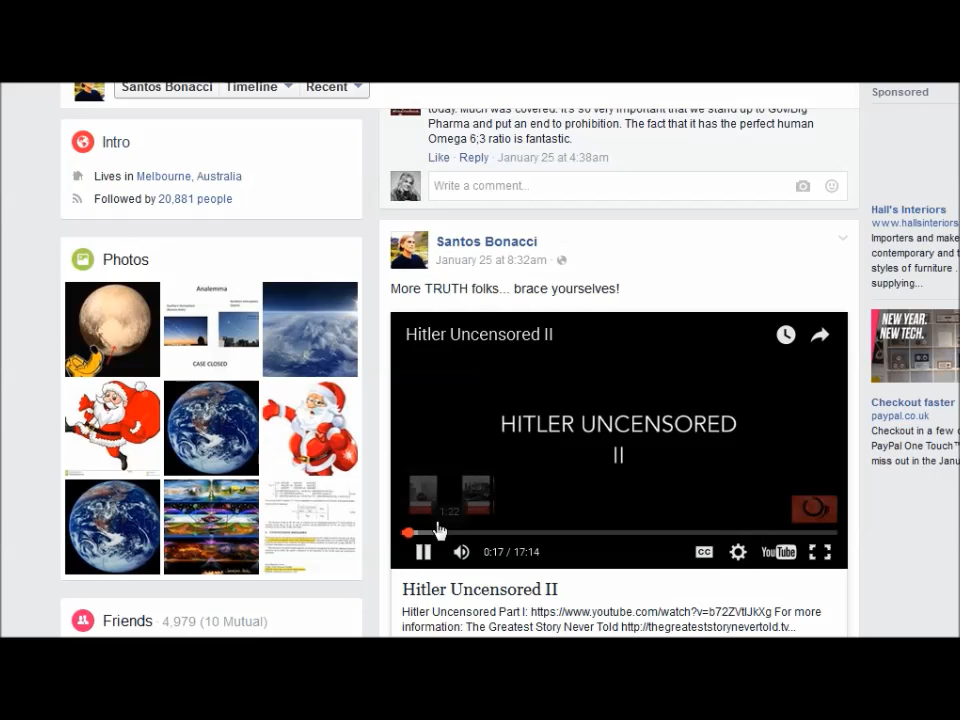 Santos Bonacci Timeline Recent
Intro
Lives in Melbourne, Australia
Followed by 20,881 people
Photos
Analemma
CASE CLOSED
Friends · 4,979 (10 Mutual)
today. Much was covered. It's so very important that we stand up to Gov/Big
Pharma and put an end to prohibition. The fact that it has the perfect human
Omega 6;3 ratio is fantastic.
Like · Reply · January 25 at 4:38am
Write a comment...
Santos Bonacci
January 25 at 8:32am ·
More TRUTH folks... brace yourselves!
Hitler Uncensored II
HITLER UNCENSORED
II
1:22
0:17 / 17:14
CC
YouTube
Hitler Uncensored II
Hitler Uncensored Part I: https://www.youtube.com/watch?v=b72ZVtIJkXg For more
information: The Greatest Story Never Told http://thegreateststorynevertold.tv...
Sponsored
Hall's Interiors
www.hallsinteriors
Importers and make
contemporary and t
styles of furniture .
supplying...
NEW YEAR.
NEW TECH.
Checkout faster
paypal.co.uk
Checkout in a few c
PayPal One Touch™
miss out in the Janu